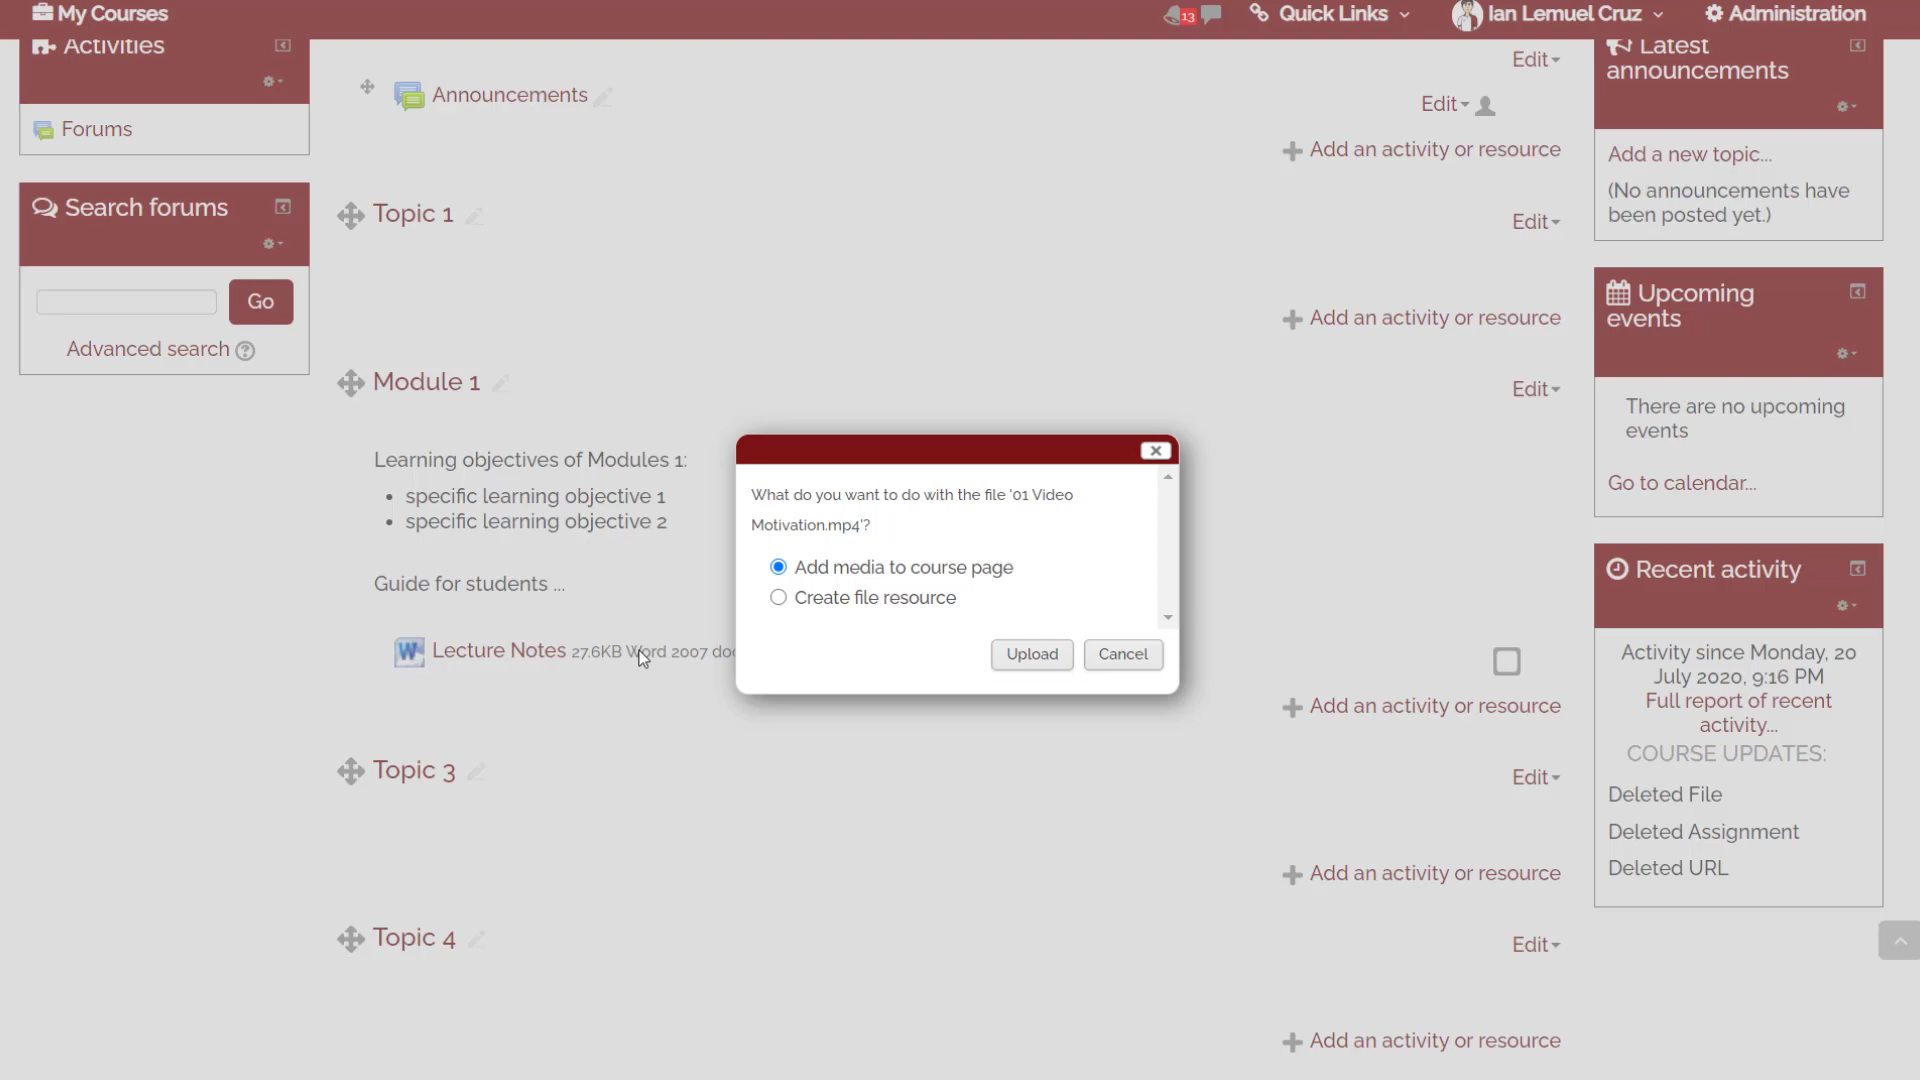 My Courses
13
Quick Links
Ian Lemuel Cruz
Administration
Activities
Forums
Search forums
Go
Advanced search
Edit
Announcements
Edit
Add an activity or resource
Topic 1
Edit
Add an activity or resource
Module 1
Edit
Learning objectives of Modules 1:
specific learning objective 1
specific learning objective 2
Guide for students ...
Lecture Notes 27.6KB Word 2007
Add an activity or resource
Topic 3
Edit
Add an activity or resource
Topic 4
Edit
Add an activity or resource
What do you want to do with the file '01 Video
Motivation.mp4'?
Add media to course page
Create file resource
Upload
Cancel
Latest
announcements
Add a new topic...
(No announcements have
been posted yet.)
Upcoming
events
There are no upcoming
events
Go to calendar...
Recent activity
Activity since Monday, 20
July 2020, 9:16 PM
Full report of recent
activity...
COURSE UPDATES:
Deleted File
Deleted Assignment
Deleted URL